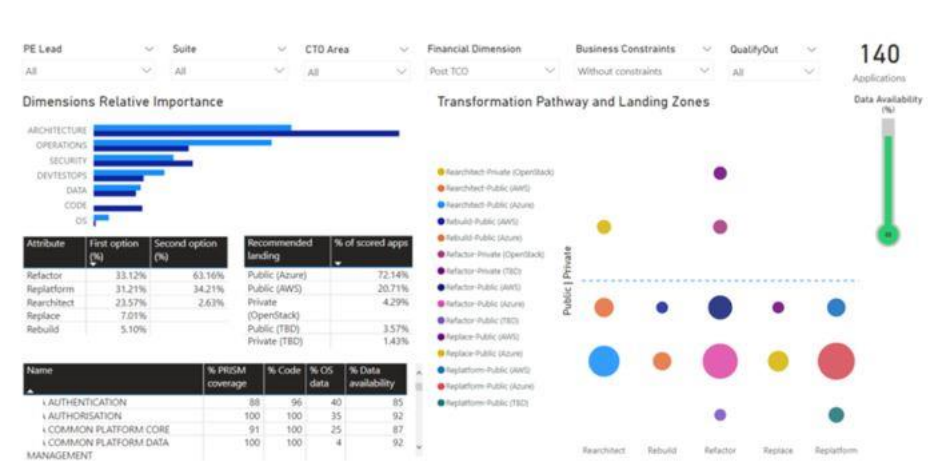 PE Lead
Suite
CTO Area
Financial Dimension
Business Constraints
QualifyOut
140
Applications
All
All
All
Post TCO
Without constraints
All
Dimensions Relative Importance
ARCHITECTURE
OPERATIONS
SECURITY
DEVTESTOPS
DATA
CODE
OS
Transformation Pathway and Landing Zones
Data Availability
(%)
Rearchitect-Private (OpenStack)
Rearchitect-Public (AWS)
Rearchitect-Public (Azure)
Rebuild-Public (AWS)
Rebuild-Public (Azure)
Refactor-Private (OpenStack)
Refactor-Private (TBD)
Refactor-Public (AWS)
Refactor-Public (Azure)
Refactor-Public (TBD)
Replace-Public (AWS)
Replace-Public (Azure)
Replatform-Public (AWS)
Replatform-Public (Azure)
Replatform-Public (TBD)
Public | Private
Rearchitect Rebuild Refactor Replace Replatform
Attribute First option (%) Second option (%)
Refactor 33.12% 63.16%
Replatform 31.21% 34.21%
Rearchitect 23.57% 2.63%
Replace 7.01%
Rebuild 5.10%
Recommended landing % of scored apps
Public (Azure) 72.14%
Public (AWS) 20.71%
Private (OpenStack) 4.29%
Public (TBD) 3.57%
Private (TBD) 1.43%
Name % PRISM coverage % Code % OS data % Data availability
AUTHENTICATION 88 96 40 85
AUTHORISATION 100 100 35 92
COMMON PLATFORM CORE 91 100 25 87
COMMON PLATFORM DATA MANAGEMENT 100 100 4 92